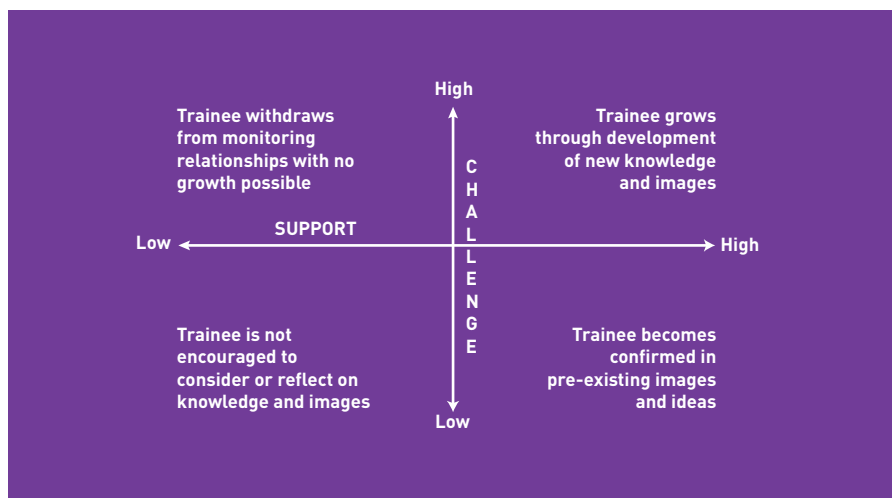 High
Trainee withdraws
from monitoring
relationships with no
growth possible
Trainee grows
through development
of new knowledge
and images
CHALLENGE
SUPPORT
Low
High
Trainee is not
encouraged to
consider or reflect on
knowledge and images
Trainee becomes
confirmed in
pre-existing images
and ideas
Low